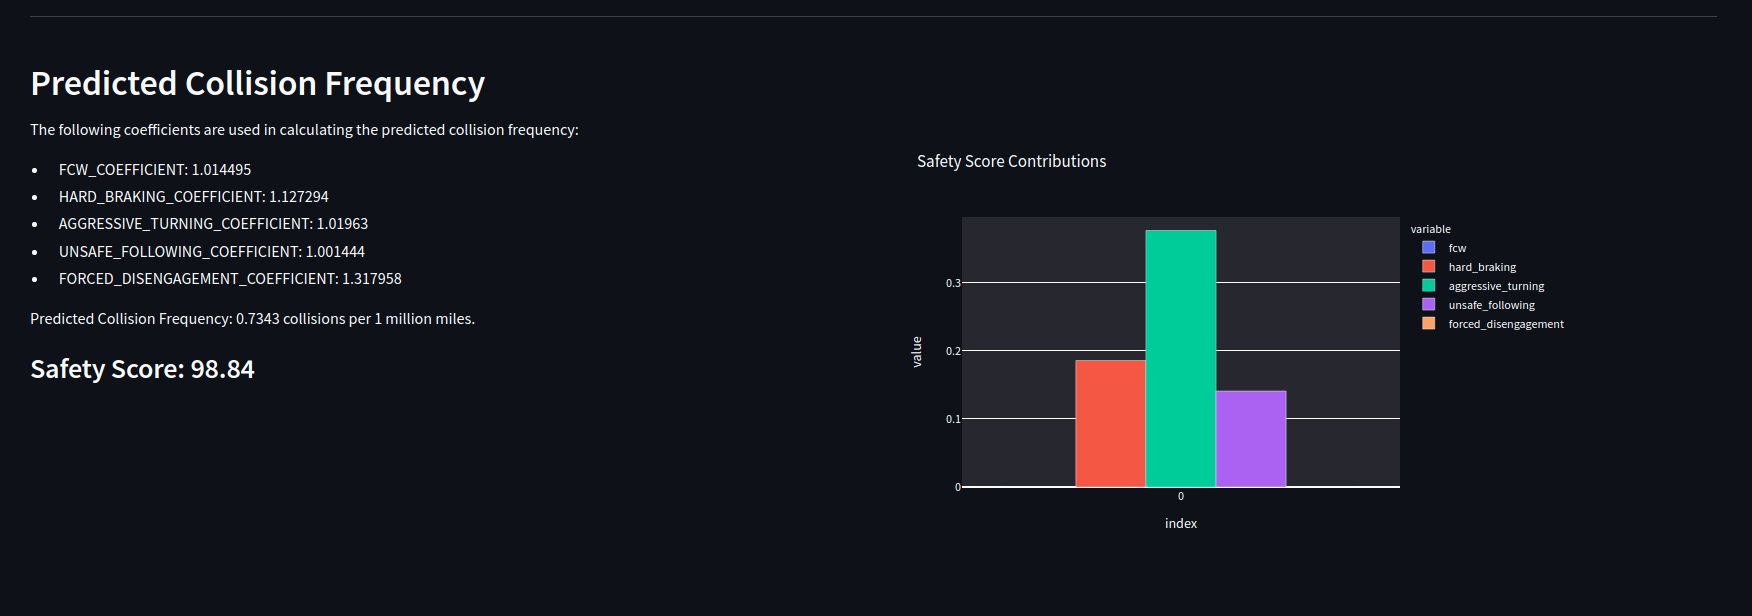 Predicted Collision Frequency
The following coefficients are used in calculating the predicted collision frequency:
FCW_COEFFICIENT: 1.014495
HARD_BRAKING_COEFFICIENT: 1.127294
AGGRESSIVE_TURNING_COEFFICIENT: 1.01963
UNSAFE_FOLLOWING_COEFFICIENT: 1.001444
FORCED_DISENGAGEMENT_COEFFICIENT: 1.317958
Predicted Collision Frequency: 0.7343 collisions per 1 million miles.
Safety Score: 98.84
Safety Score Contributions
value
0.3
0.2
0.1
0
0
index
variable
fcw
hard_braking
aggressive_turning
unsafe_following
forced_disengagement